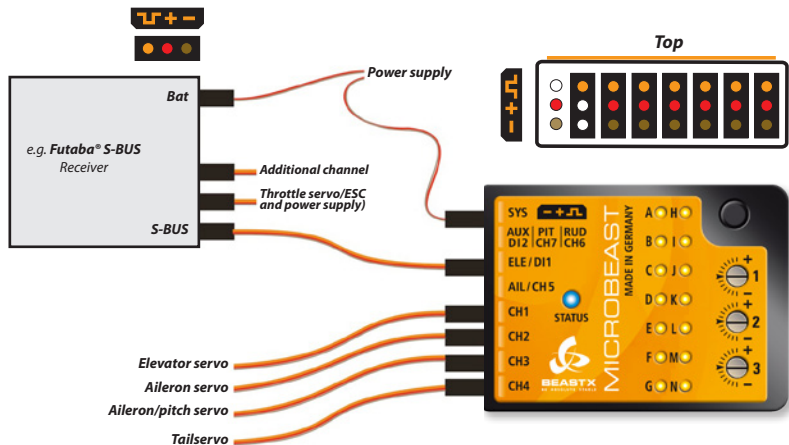 Top
Bat
Power supply
e.g. Futaba® S-BUS
Receiver
Additional channel
Throttle servo/ESC
and power supply)
S-BUS
SYS
AUX | PIT | RUD
DI2 | CH7 | CH6
ELE/DI1
AIL/CH5
CH1
CH2
CH3
CH4
STATUS
BEASTX
MICROBEAST
MADE IN GERMANY
A H
B I
C J
D K
E L
F M
G N
+
1
-
+
2
-
+
3
-
Elevator servo
Aileron servo
Aileron/pitch servo
Tailservo